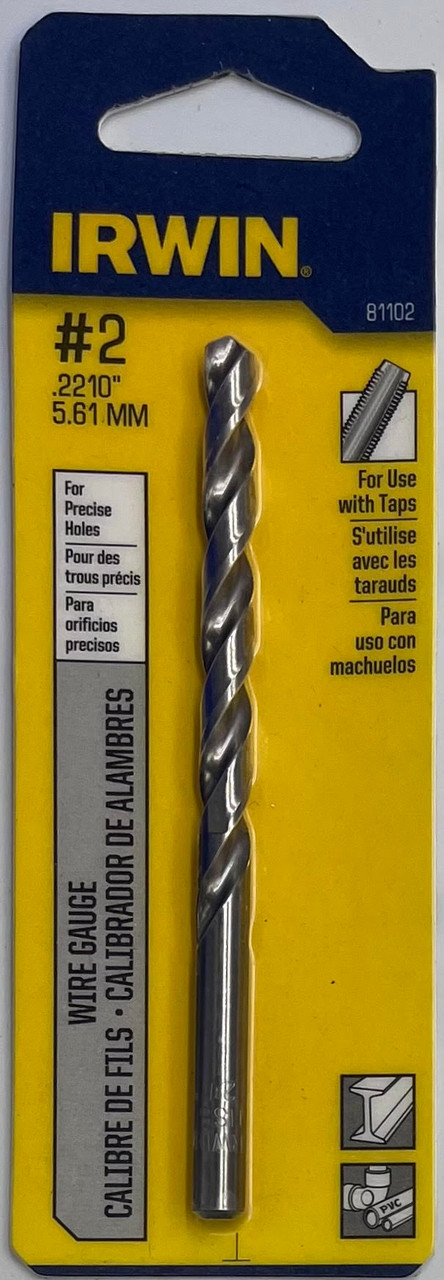 IRWIN®
81102
#2
.2210"
5.61 MM
For
Precise
Holes
Pour des
trous précis
Para
orificios
precisos
For Use
with Taps
S'utilise
avec les
tarauds
Para
uso con
machuelos
WIRE GAUGE
CALIBRE DE FILS · CALIBRADOR DE ALAMBRES
PVC